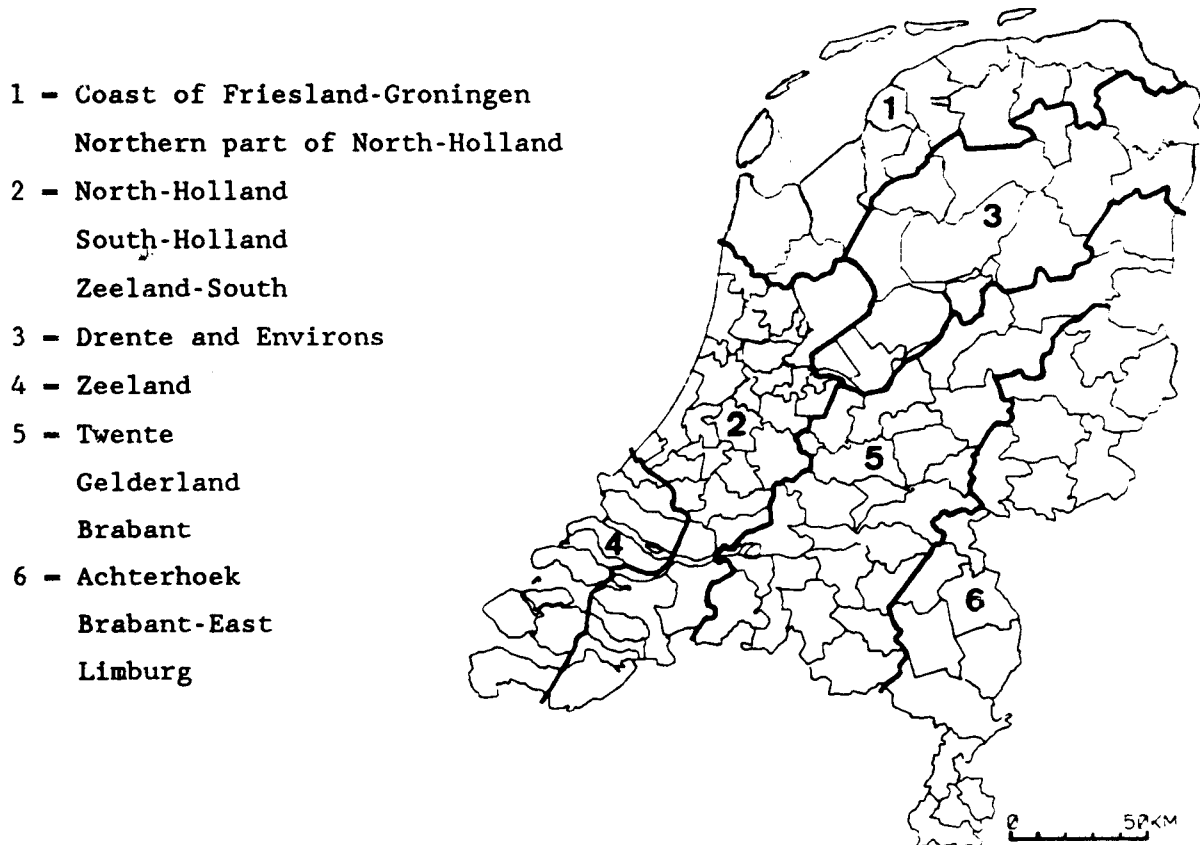 1 - Coast of Friesland-Groningen
Northern part of North-Holland
2 - North-Holland
South-Holland
Zeeland-South
3 - Drente and Environs
4 - Zeeland
5 - Twente
Gelderland
Brabant
6 - Achterhoek
Brabant-East
Limburg
1
3
2
5
4
6
0 50KM